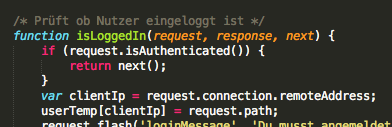 /* Prüft ob Nutzer eingeloggt ist */
function isLoggedIn(request, response, next) {
if (request.isAuthenticated()) {
return next();
}
var clientIp = request.connection.remoteAddress;
userTemp[clientIp] = request.path;
request.flash('loginMessage', 'Du musst angemeldet